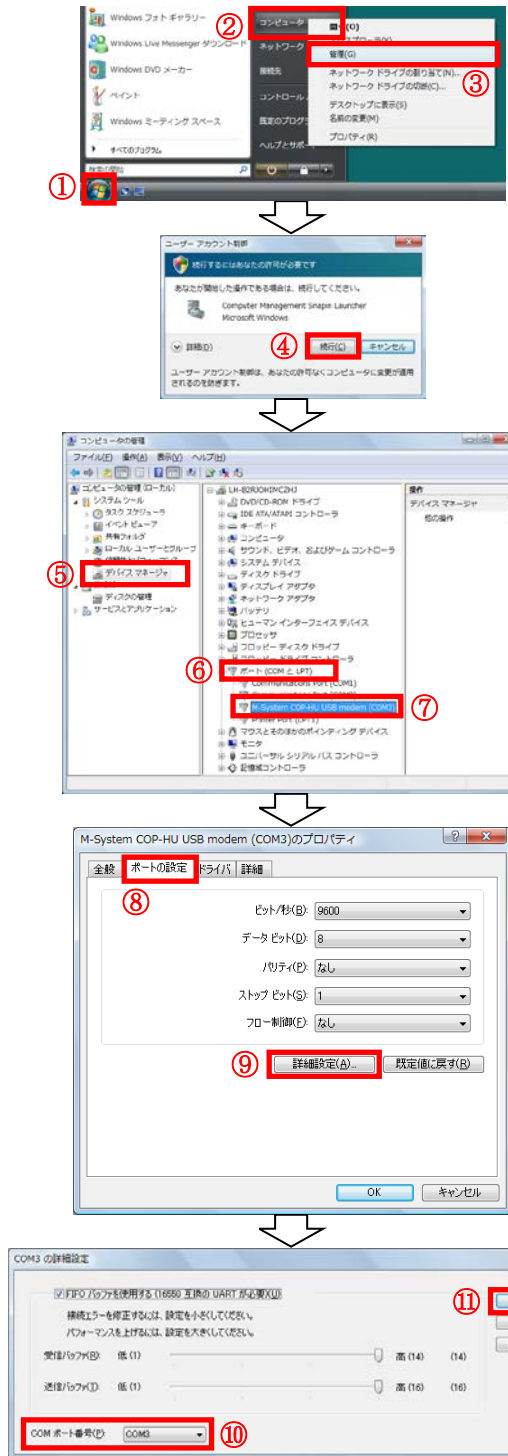 Windows フォト ギャラリー
Windows Live Messenger ダウンロード
Windows DVD メーカー
ペイント
Windows ミーティング スペース
すべてのプログラム
検索の開始
①
②
コンピュータ
ネットワーク
接続先
コントロール
既定のプログ
ヘルプとサポー
(O)
管理(G)
③
ネットワーク ドライブの割り当て(N)...
ネットワーク ドライブの切断(C)...
デスクトップに表示(S)
名前の変更(M)
プロパティ(R)
ユーザー アカウント制御
続行するにはあなたの許可が必要です
あなたが開始した操作である場合は、続行してください。
Computer Management Snapin Launcher
Microsoft Windows
詳細(D)
④
続行(C)
キャンセル
ユーザー アカウント制御は、あなたの許可なくコンピュータに変更が適用
されるのを防ぎます。
コンピュータの管理
ファイル(F) 操作(A) 表示(V) ヘルプ(H)
コンピュータの管理 (ローカル)
システム ツール
タスク スケジューラ
イベント ビューア
共有フォルダ
ローカル ユーザーとグループ
⑤
デバイス マネージャ
ディスクの管理
サービスとアプリケーション
DVD/CD-ROM ドライブ
IDE ATA/ATAPI コントローラ
キーボード
コンピュータ
サウンド、ビデオ、およびゲーム コントローラ
システム デバイス
ディスク ドライブ
ディスプレイ アダプタ
ネットワーク アダプタ
バッテリ
ヒューマン インターフェイス デバイス
プロセッサ
フロッピー ディスク ドライブ
フロッピー ドライブ コントローラ
⑥
ポート (COM と LPT)
Communications Port (COM1)
M-System COP-HU USB modem (COM3)
⑦
Printer Port (LPT1)
マウスとそのほかのポインティング デバイス
モニタ
ユニバーサル シリアル バス コントローラ
記憶域コントローラ
操作
デバイス マネージャ
他の操作
M-System COP-HU USB modem (COM3)のプロパティ
全般
ポートの設定
ドライバ
詳細
⑧
ビット/秒(B): 9600
データ ビット(D): 8
パリティ(P): なし
ストップ ビット(S): 1
フロー制御(F): なし
⑨
詳細設定(A)...
既定値に戻す(R)
OK
キャンセル
COM3 の詳細設定
FIFO バッファを使用する (16550 互換の UART が必要)(U)
接続エラーを修正するには、設定を小さくしてください。
パフォーマンスを上げるには、設定を大きくしてください。
⑪
受信バッファ(R): 低 (1) 高 (14) (14)
送信バッファ(T): 低 (1) 高 (16) (16)
COM ポート番号(P): COM3
⑩